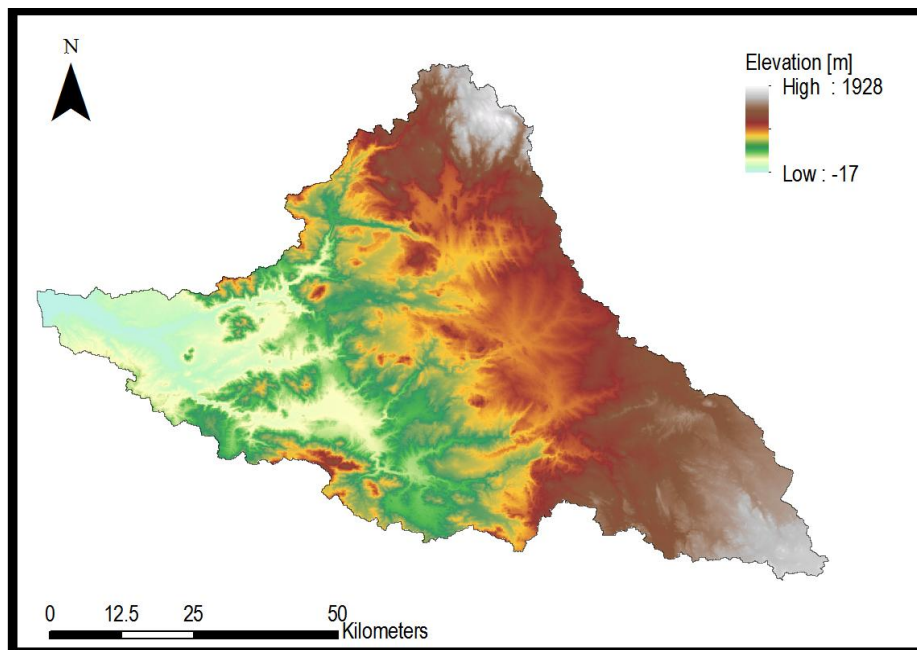 N
Elevation [m]
High : 1928
Low : -17
0 12.5 25 50
Kilometers